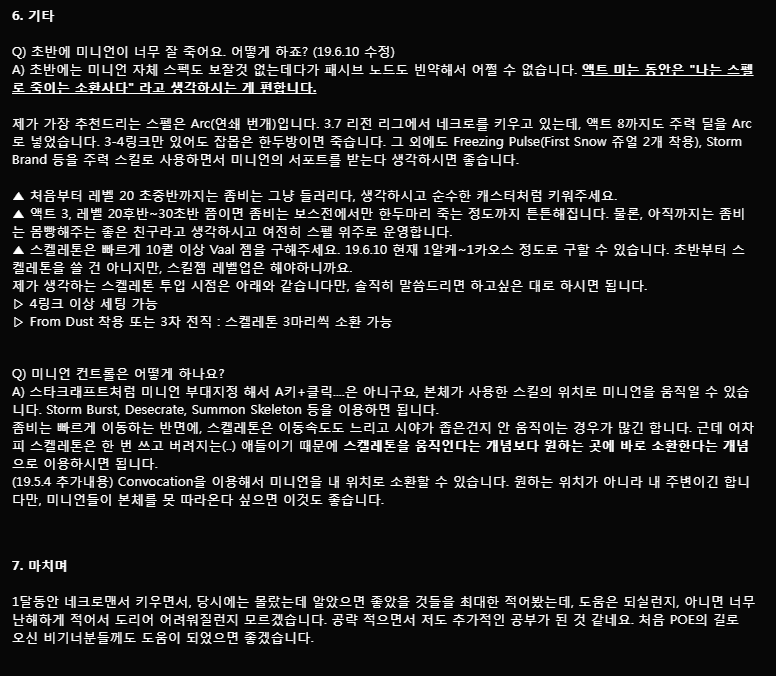 6. 기타
Q) 초반에 미니언이 너무 잘 죽어요. 어떻게 하죠? (19.6.10 수정)
A) 초반에는 미니언 자체 스펙도 보잘것 없는데다가 패시브 노드도 빈약해서 어쩔 수 없습니다. 액트 미는 동안은 "나는 스펠
로 죽이는 소환사다" 라고 생각하시는 게 편합니다.
제가 가장 추천드리는 스펠은 Arc(연쇄 번개)입니다. 3.7 리전 리그에서 네크로를 키우고 있는데, 액트 8까지도 주력 딜을 Arc
로 넣었습니다. 3-4링크만 있어도 잡몹은 한두방이면 죽습니다. 그 외에도 Freezing Pulse(First Snow 쥬얼 2개 착용), Storm
Brand 등을 주력 스킬로 사용하면서 미니언의 서포트를 받는다 생각하시면 좋습니다.
▲ 처음부터 레벨 20 초중반까지는 좀비는 그냥 들러리다, 생각하시고 순수한 캐스터처럼 키워주세요.
▲ 액트 3, 레벨 20후반~30초반 쯤이면 좀비는 보스전에서만 한두마리 죽는 정도까지 튼튼해집니다. 물론, 아직까지는 좀비
는 몸빵해주는 좋은 친구라고 생각하시고 여전히 스펠 위주로 운영합니다.
▲ 스켈레톤은 빠르게 10퀄 이상 Vaal 젬을 구해주세요. 19.6.10 현재 1알케~1카오스 정도로 구할 수 있습니다. 초반부터 스
켈레톤을 쓸 건 아니지만, 스킬젬 레벨업은 해야하니까요.
제가 생각하는 스켈레톤 투입 시점은 아래와 같습니다만, 솔직히 말씀드리면 하고싶은 대로 하시면 됩니다.
▷ 4링크 이상 세팅 가능
▷ From Dust 착용 또는 3차 전직 : 스켈레톤 3마리씩 소환 가능
Q) 미니언 컨트롤은 어떻게 하나요?
A) 스타크래프트처럼 미니언 부대지정 해서 A키+클릭....은 아니구요, 본체가 사용한 스킬의 위치로 미니언을 움직일 수 있습
니다. Storm Burst, Desecrate, Summon Skeleton 등을 이용하면 됩니다.
좀비는 빠르게 이동하는 반면에, 스켈레톤은 이동속도도 느리고 시야가 좁은건지 안 움직이는 경우가 많긴 합니다. 근데 어차
피 스켈레톤은 한 번 쓰고 버려지는(..) 애들이기 때문에 스켈레톤을 움직인다는 개념보다 원하는 곳에 바로 소환한다는 개념
으로 이용하시면 됩니다.
(19.5.4 추가내용) Convocation을 이용해서 미니언을 내 위치로 소환할 수 있습니다. 원하는 위치가 아니라 내 주변이긴 합니
다만, 미니언들이 본체를 못 따라온다 싶으면 이것도 좋습니다.
7. 마치며
1달동안 네크로맨서 키우면서, 당시에는 몰랐는데 알았으면 좋았을 것들을 최대한 적어봤는데, 도움은 되실런지, 아니면 너무
난해하게 적어서 도리어 어려워질런지 모르겠습니다. 공략 적으면서 저도 추가적인 공부가 된 것 같네요. 처음 POE의 길로
오신 비기너분들께도 도움이 되었으면 좋겠습니다.